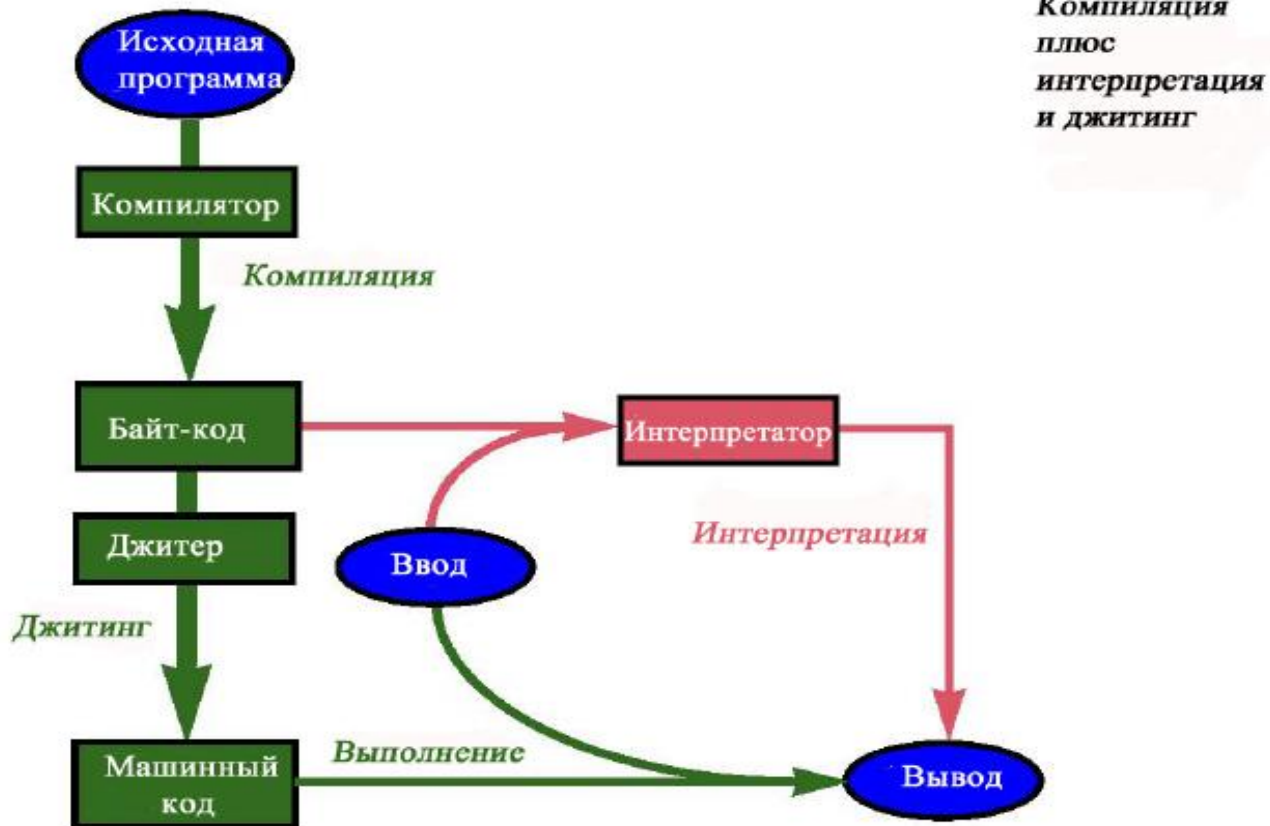 Компиляция
плюс
интерпретация
и джитинг
Исходная
программа
Компилятор
Компиляция
Байт-код
Интерпретатор
Джитер
Ввод
Интерпретация
Джитинг
Выполнение
Машинный
код
Вывод